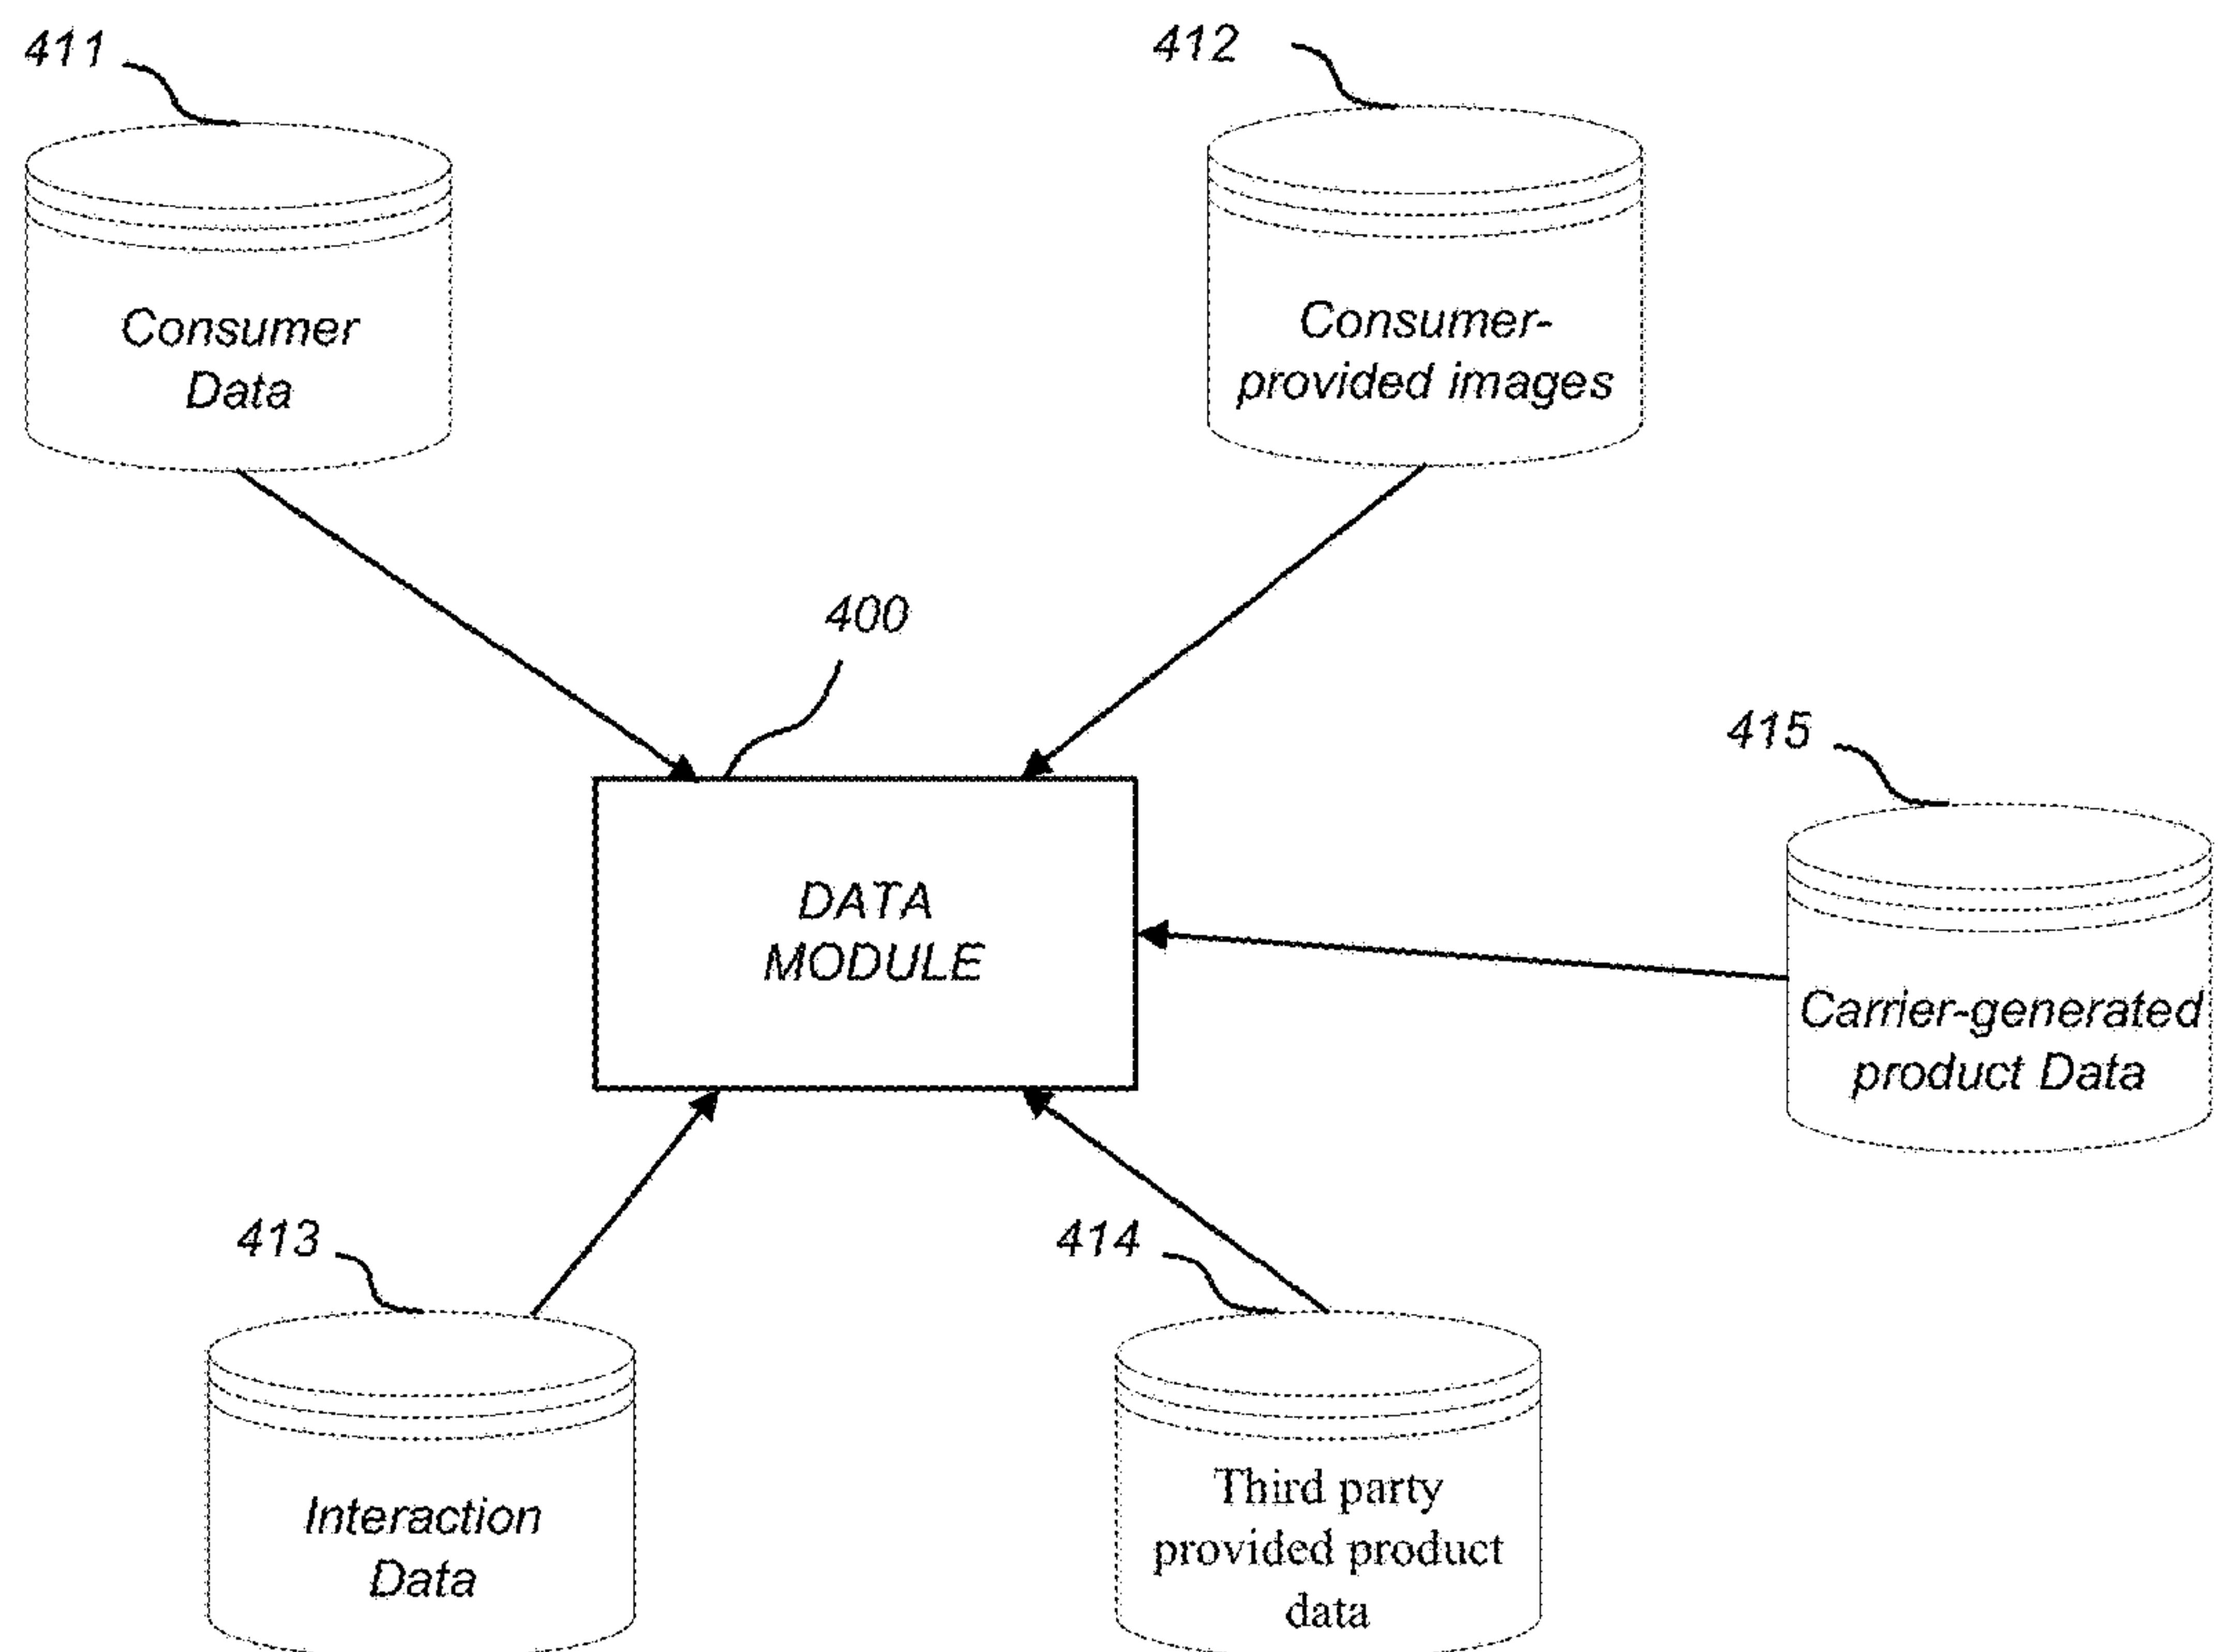 411
412
Consumer
Data
Consumer-
provided images
400
415
DATA
MODULE
Carrier-generated
product Data
413
414
Interaction
Data
Third party
provided product
data